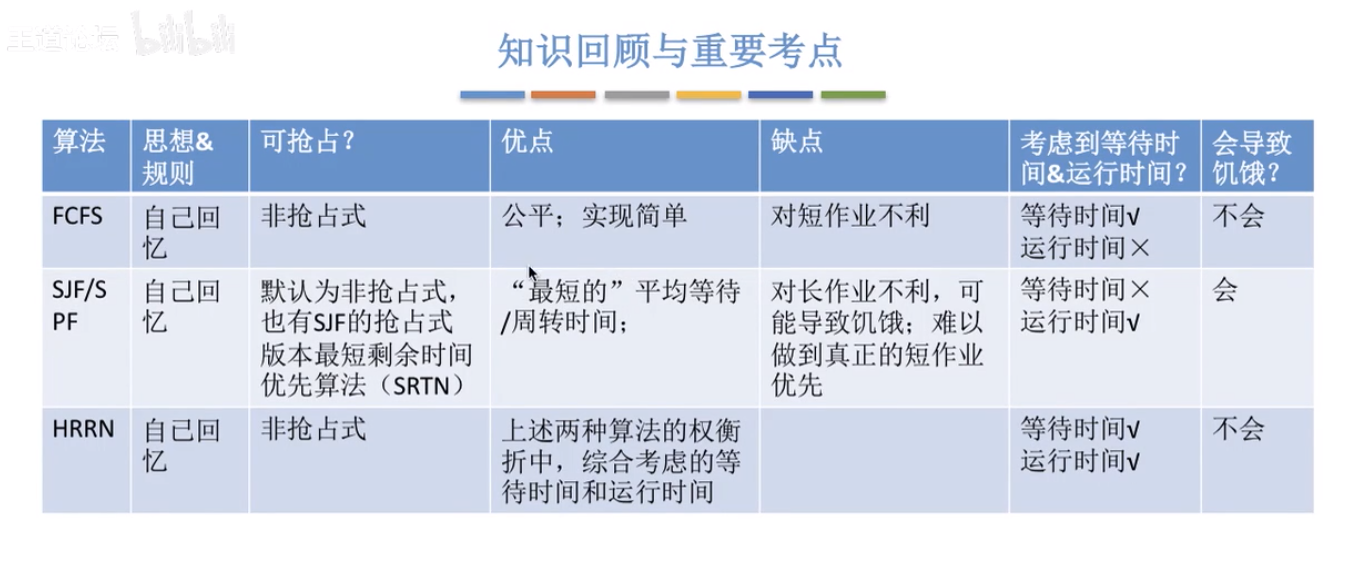 王道论坛 bilibili
知识回顾与重要考点
算法
思想&
规则
可抢占？
优点
缺点
考虑到等待时
间&运行时间？
会导致
饥饿？
FCFS
自己回
忆
非抢占式
公平；实现简单
对短作业不利
等待时间√
运行时间×
不会
SJF/S
PF
自己回
忆
默认为非抢占式，
也有SJF的抢占式
版本最短剩余时间
优先算法（SRTN）
“最短的”平均等待
/周转时间；
对长作业不利，可
能导致饥饿；难以
做到真正的短作业
优先
等待时间×
运行时间√
会
HRRN
自己回
忆
非抢占式
上述两种算法的权衡
折中，综合考虑的等
待时间和运行时间
等待时间√
运行时间√
不会